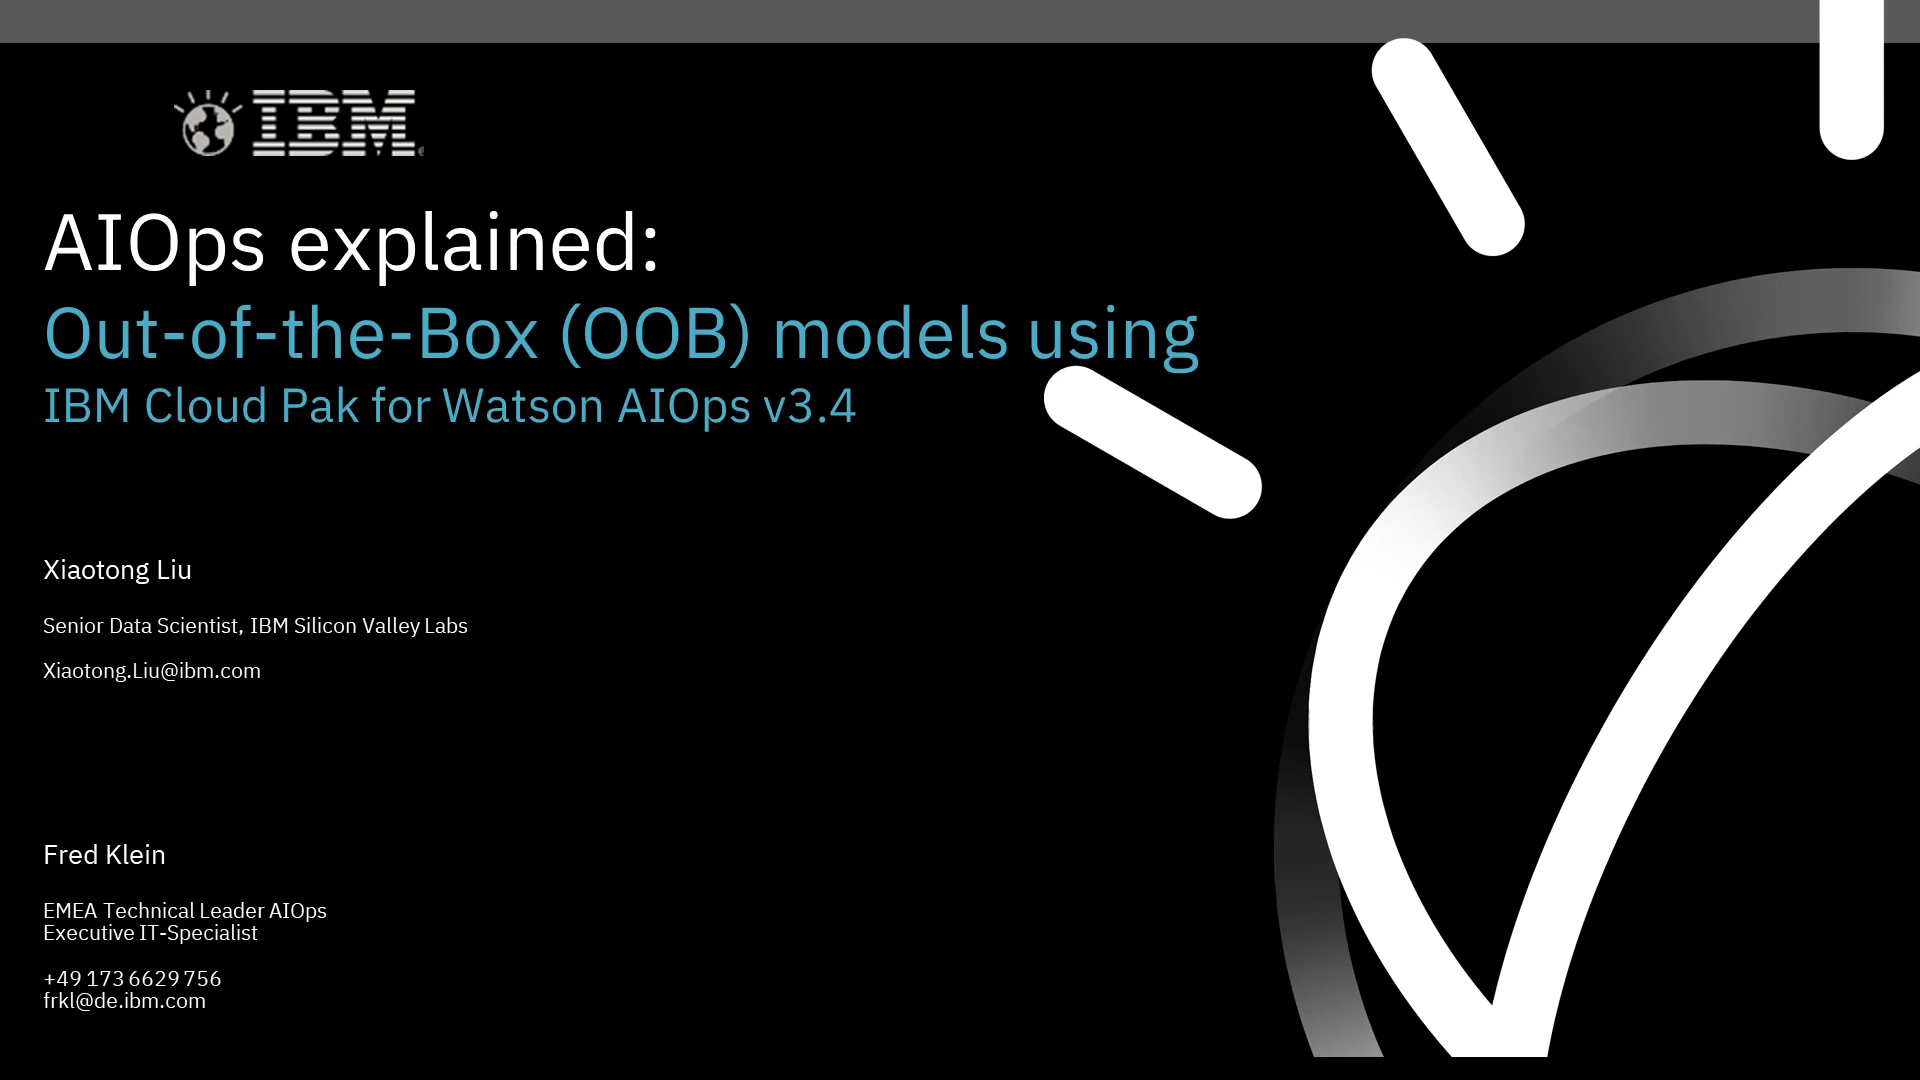 IBM
AIOps explained:
Out-of-the-Box (OOB) models using
IBM Cloud Pak for Watson AIOps v3.4
Xiaotong Liu
Senior Data Scientist, IBM Silicon Valley Labs
Xiaotong.Liu@ibm.com
Fred Klein
EMEA Technical Leader AIOps
Executive IT-Specialist
+49 173 6629 756
frkl@de.ibm.com